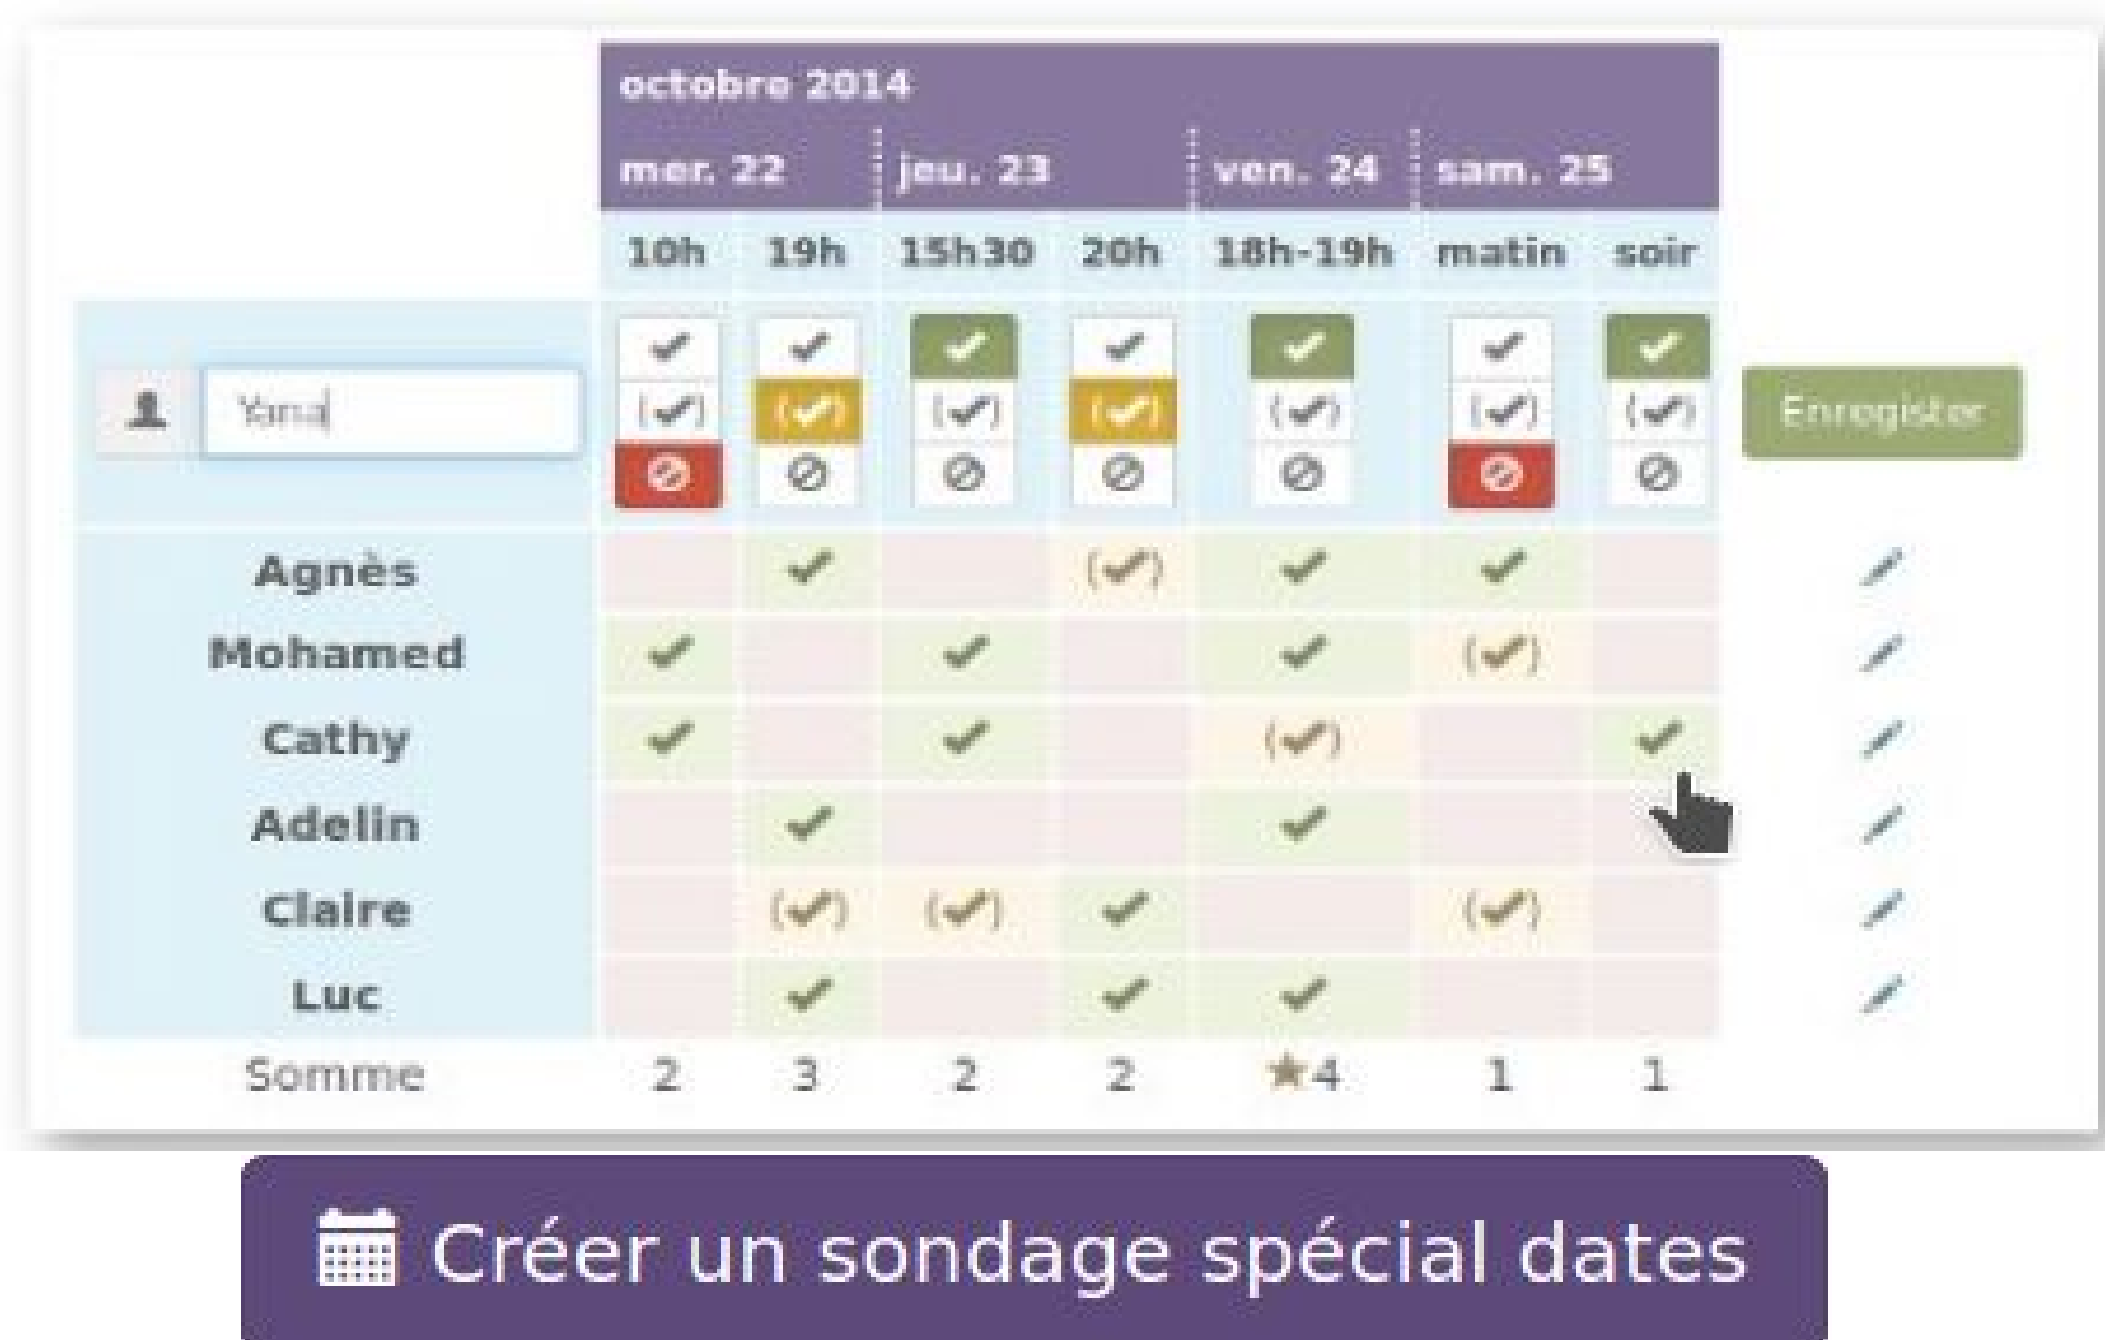 octobre 2014
mer. 22 jeu. 23 ven. 24 sam. 25
10h 19h 15h30 20h 18h-19h matin soir
Yana
Enregister
Agnès
Mohamed
Cathy
Adelin
Claire
Luc
Somme 2 3 2 2 4 1 1
Créer un sondage spécial dates